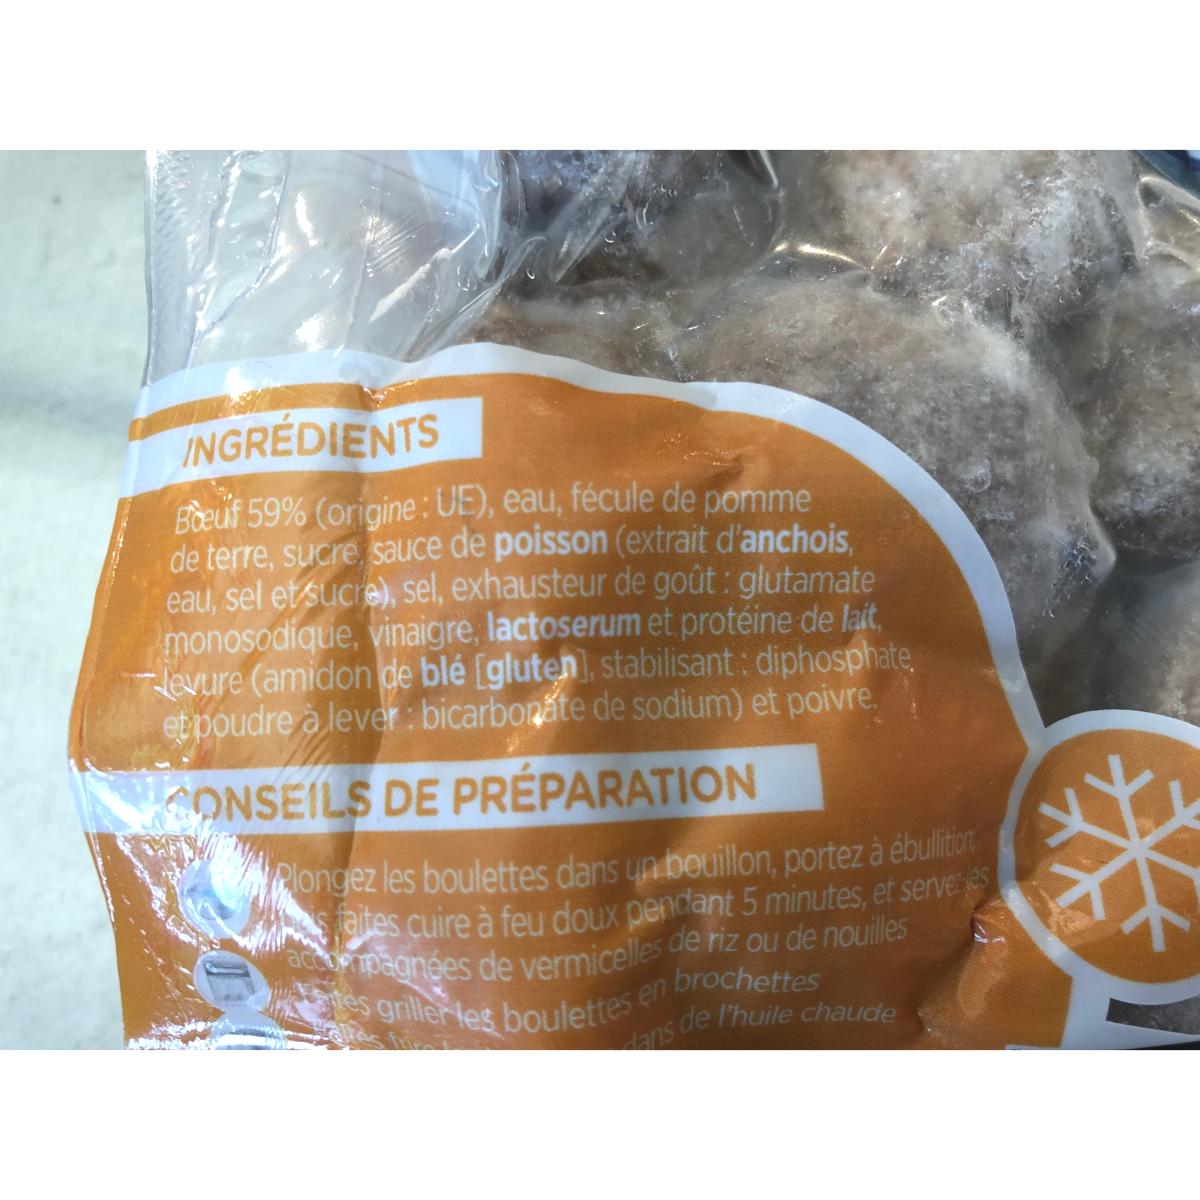 INGRÉDIENTS
Bœuf 59% (origine : UE), eau, fécule de pomme
de terre, sucre, sauce de poisson (extrait d'anchois,
eau, sel et sucre), sel, exhausteur de goût : glutamate
monosodique, vinaigre, lactoserum et protéine de lait,
levure (amidon de blé [gluten], stabilisant : diphosphate
et poudre à lever : bicarbonate de sodium) et poivre.
CONSEILS DE PRÉPARATION
Plongez les boulettes dans un bouillon, portez à ébullition,
puis faites cuire à feu doux pendant 5 minutes, et servez-les
accompagnées de vermicelles de riz ou de nouilles
Faites griller les boulettes en brochettes
Faites frire dans de l'huile chaude